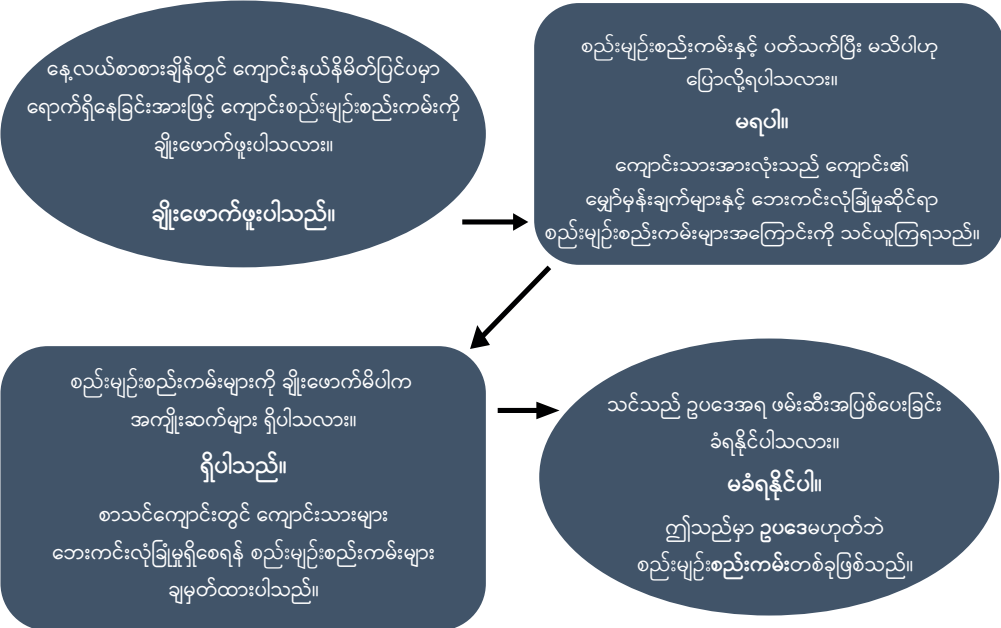 နေ့လယ်စာစားချိန်တွင် ကျောင်းနယ်နိမိတ်ပြင်ပမှာ
ရောက်ရှိနေခြင်းအားဖြင့် ကျောင်းစည်းမျဉ်းစည်းကမ်းကို
ချိုးဖောက်ဖူးပါသလား။
ချိုးဖောက်ဖူးပါသည်။
စည်းမျဉ်းစည်းကမ်းနှင့် ပတ်သက်ပြီး မသိပါဟု
ပြောလို့ရပါသလား။
မရပါ။
ကျောင်းသားအားလုံးသည် ကျောင်း၏
မျှော်မှန်းချက်များနှင့် ဘေးကင်းလုံခြုံမှုဆိုင်ရာ
စည်းမျဉ်းစည်းကမ်းများအကြောင်းကို သင်ယူကြရသည်။
စည်းမျဉ်းစည်းကမ်းများကို ချိုးဖောက်မိပါက
အကျိုးဆက်များ ရှိပါသလား။
ရှိပါသည်။
စာသင်ကျောင်းတွင် ကျောင်းသားများ
ဘေးကင်းလုံခြုံမှုရှိစေရန် စည်းမျဉ်းစည်းကမ်းများ
ချမှတ်ထားပါသည်။
သင်သည် ဥပဒေအရ ဖမ်းဆီးအပြစ်ပေးခြင်း
ခံရနိုင်ပါသလား။
မခံရနိုင်ပါ။
ဤသည်မှာ ဥပဒေမဟုတ်ဘဲ
စည်းမျဉ်းစည်းကမ်းတစ်ခုဖြစ်သည်။